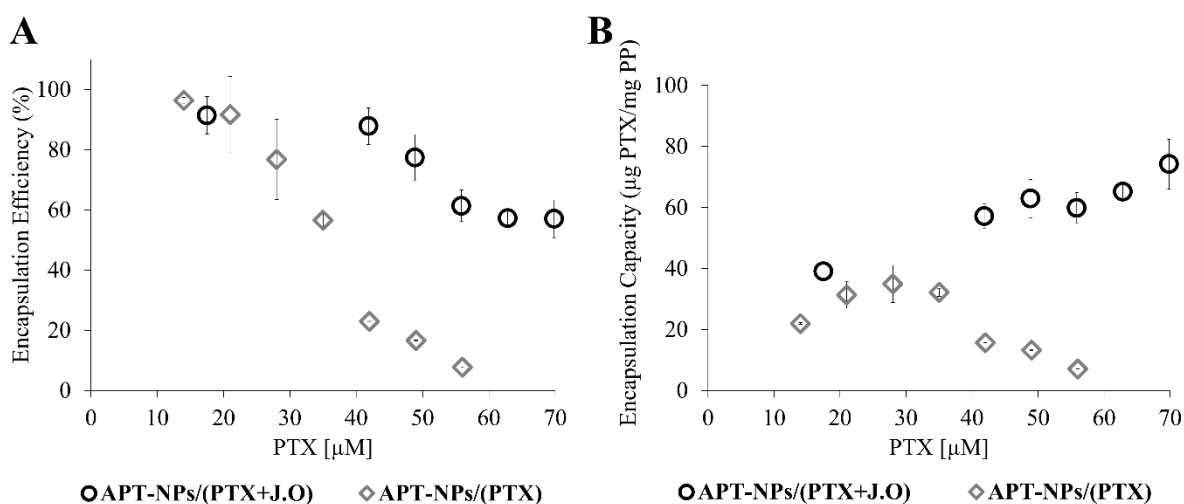 A
Encapsulation Efficiency (%)
100
80
60
40
20
0
0 10 20 30 40 50 60 70
PTX [µM]
APT-NPs/(PTX+J.O) APT-NPs/(PTX)
B
Encapsulation Capacity (µg PTX/mg PP)
100
80
60
40
20
0
0 10 20 30 40 50 60 70
PTX [µM]
APT-NPs/(PTX+J.O) APT-NPs/(PTX)